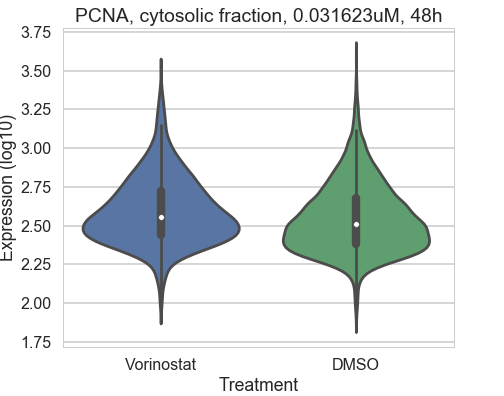 PCNA, cytosolic fraction, 0.031623uM, 48h
3.75
3.50
3.25
3.00
2.75
2.50
2.25
2.00
1.75
Expression (log10)
Vorinostat
DMSO
Treatment